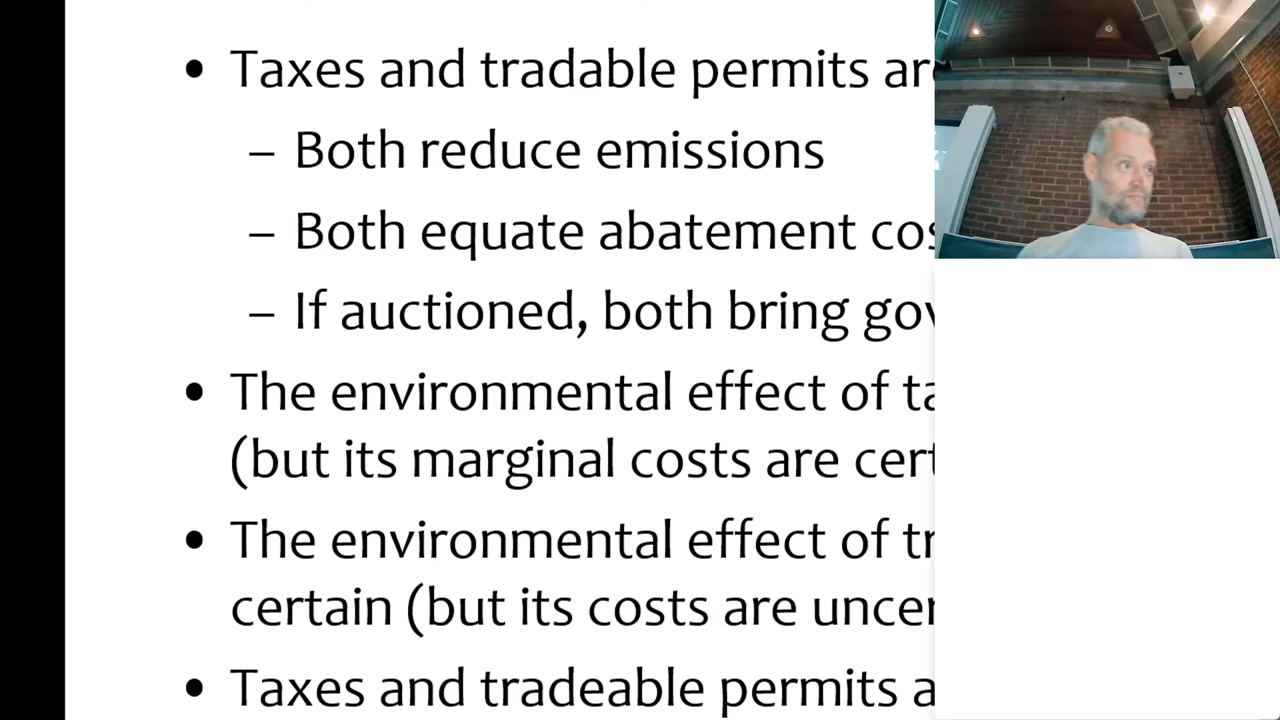 • Taxes and tradable permits are
– Both reduce emissions
– Both equate abatement cos
– If auctioned, both bring gov
• The environmental effect of ta
(but its marginal costs are cert
• The environmental effect of tr
certain (but its costs are uncer
• Taxes and tradeable permits a